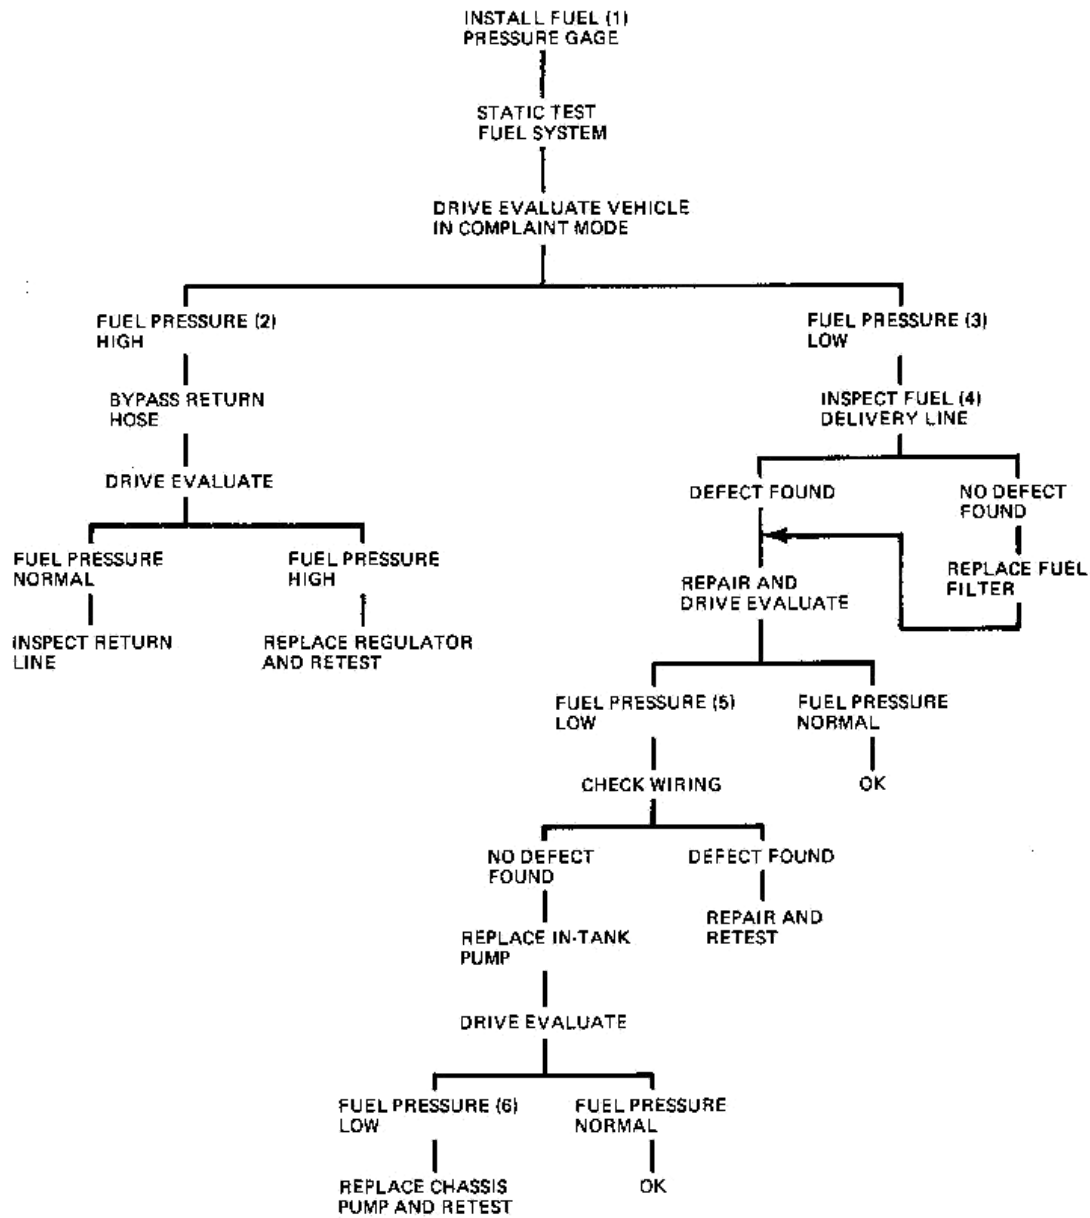 INSTALL FUEL (1)
PRESSURE GAGE
STATIC TEST
FUEL SYSTEM
DRIVE EVALUATE VEHICLE
IN COMPLAINT MODE
FUEL PRESSURE (2)
HIGH
BYPASS RETURN
HOSE
DRIVE EVALUATE
FUEL PRESSURE
NORMAL
INSPECT RETURN
LINE
FUEL PRESSURE
HIGH
REPLACE REGULATOR
AND RETEST
FUEL PRESSURE (3)
LOW
INSPECT FUEL (4)
DELIVERY LINE
DEFECT FOUND
NO DEFECT
FOUND
REPLACE FUEL
FILTER
REPAIR AND
DRIVE EVALUATE
FUEL PRESSURE (5)
LOW
FUEL PRESSURE
NORMAL
OK
CHECK WIRING
NO DEFECT
FOUND
DEFECT FOUND
REPAIR AND
RETEST
REPLACE IN-TANK
PUMP
DRIVE EVALUATE
FUEL PRESSURE (6)
LOW
REPLACE CHASSIS
PUMP AND RETEST
FUEL PRESSURE
NORMAL
OK